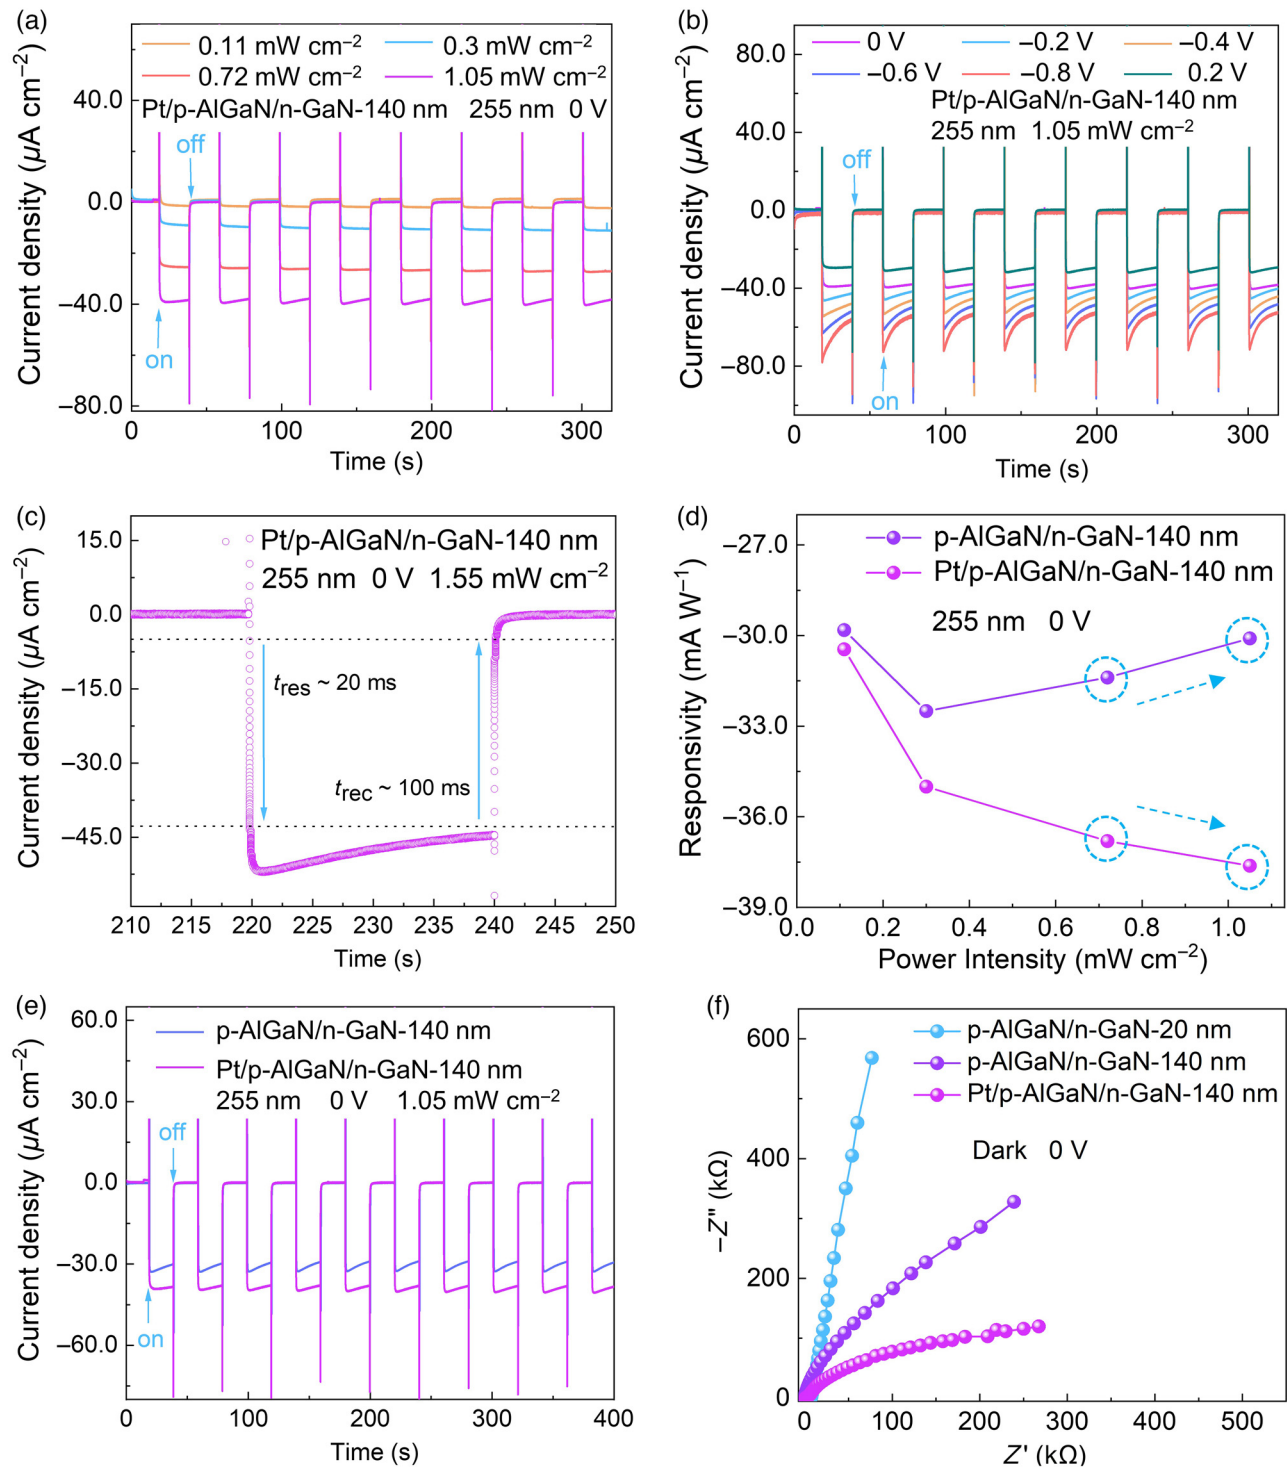 (a)
0.11 mW cm⁻² 0.3 mW cm⁻²
0.72 mW cm⁻² 1.05 mW cm⁻²
Pt/p-AlGaN/n-GaN-140 nm 255 nm 0 V
off
on
40.0
0.0
–40.0
–80.0
Current density (µA cm⁻²)
0 100 200 300
Time (s)
(b)
0 V –0.2 V –0.4 V
–0.6 V –0.8 V 0.2 V
Pt/p-AlGaN/n-GaN-140 nm
255 nm 1.05 mW cm⁻²
off
on
80.0
40.0
0.0
–40.0
–80.0
Current density (µA cm⁻²)
0 100 200 300
Time (s)
(c)
Pt/p-AlGaN/n-GaN-140 nm
255 nm 0 V 1.55 mW cm⁻²
t_res ~ 20 ms
t_rec ~ 100 ms
15.0
0.0
–15.0
–30.0
–45.0
Current density (µA cm⁻²)
210 215 220 225 230 235 240 245 250
Time (s)
(d)
p-AlGaN/n-GaN-140 nm
Pt/p-AlGaN/n-GaN-140 nm
255 nm 0 V
–27.0
–30.0
–33.0
–36.0
–39.0
Responsivity (mA W⁻¹)
0.0 0.2 0.4 0.6 0.8 1.0
Power Intensity (mW cm⁻²)
(e)
p-AlGaN/n-GaN-140 nm
Pt/p-AlGaN/n-GaN-140 nm
255 nm 0 V 1.05 mW cm⁻²
off
on
60.0
30.0
0.0
–30.0
–60.0
Current density (µA cm⁻²)
0 100 200 300 400
Time (s)
(f)
p-AlGaN/n-GaN-20 nm
p-AlGaN/n-GaN-140 nm
Pt/p-AlGaN/n-GaN-140 nm
Dark 0 V
600
400
200
0
–Z'' (kΩ)
0 100 200 300 400 500
Z' (kΩ)